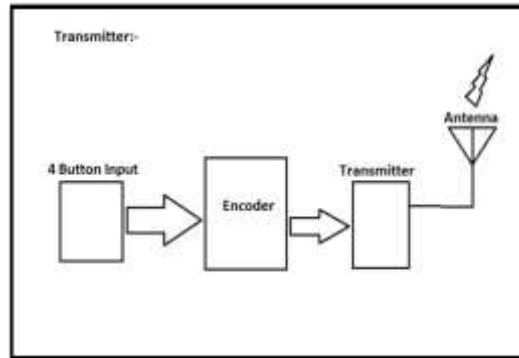 Transmitter:-
Antenna
4 Button Input
Transmitter
Encoder